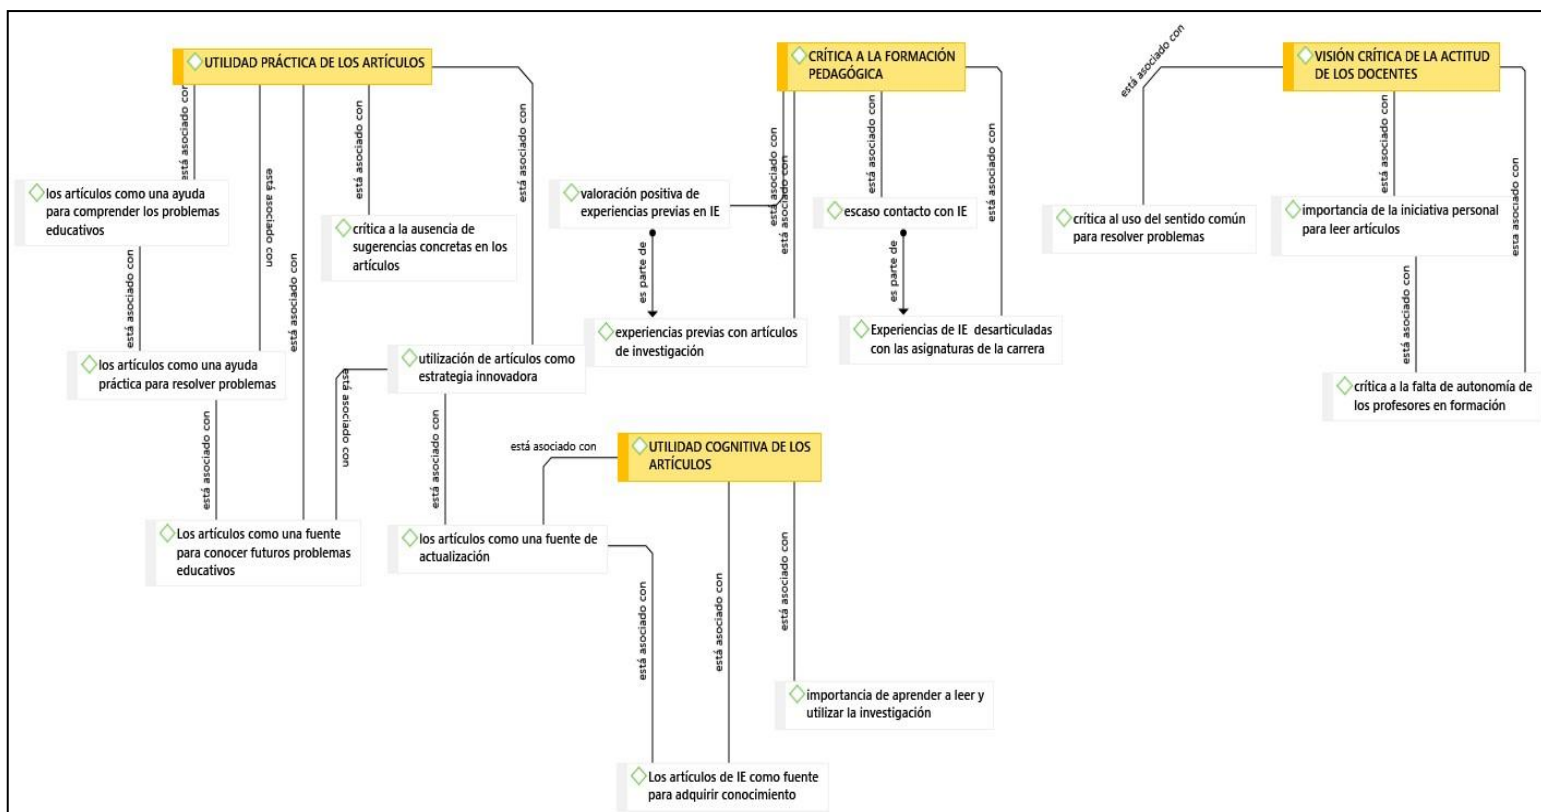 UTILIDAD PRÁCTICA DE LOS ARTÍCULOS
está asociado con
está asociado con
está asociado con
está asociado con
está asociado con
los artículos como una ayuda
para comprender los problemas
educativos
crítica a la ausencia de
sugerencias concretas en los
artículos
está asociado con
los artículos como una ayuda
práctica para resolver problemas
utilización de artículos como
estrategia innovadora
está asociado con
está asociado con
está asociado con
Los artículos como una fuente
para conocer futuros problemas
educativos
los artículos como una fuente de
actualización
CRÍTICA A LA FORMACIÓN
PEDAGÓGICA
está asociado con
está asociado con
está asociado con
está asociado con
valoración positiva de
experiencias previas en IE
escaso contacto con IE
es parte de
es parte de
experiencias previas con artículos
de investigación
Experiencias de IE desarticuladas
con las asignaturas de la carrera
UTILIDAD COGNITIVA DE LOS
ARTÍCULOS
está asociado con
está asociado con
está asociado con
está asociado con
importancia de aprender a leer y
utilizar la investigación
Los artículos de IE como fuente
para adquirir conocimiento
VISIÓN CRÍTICA DE LA ACTITUD
DE LOS DOCENTES
está asociado con
está asociado con
está asociado con
crítica al uso del sentido común
para resolver problemas
importancia de la iniciativa personal
para leer artículos
está asociado con
crítica a la falta de autonomía de
los profesores en formación